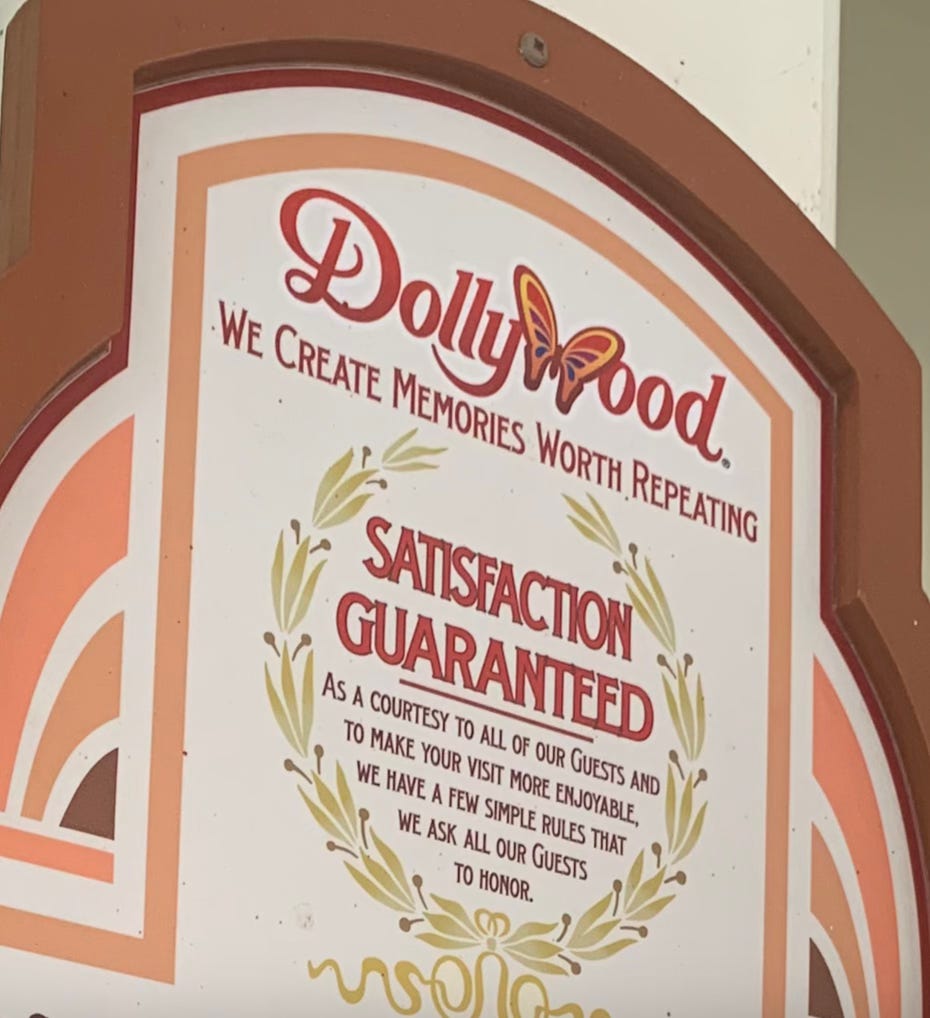 Dollywood®
WE CREATE MEMORIES WORTH REPEATING
SATISFACTION
GUARANTEED
AS A COURTESY TO ALL OF OUR GUESTS AND
TO MAKE YOUR VISIT MORE ENJOYABLE,
WE HAVE A FEW SIMPLE RULES THAT
WE ASK ALL OUR GUESTS
TO HONOR.